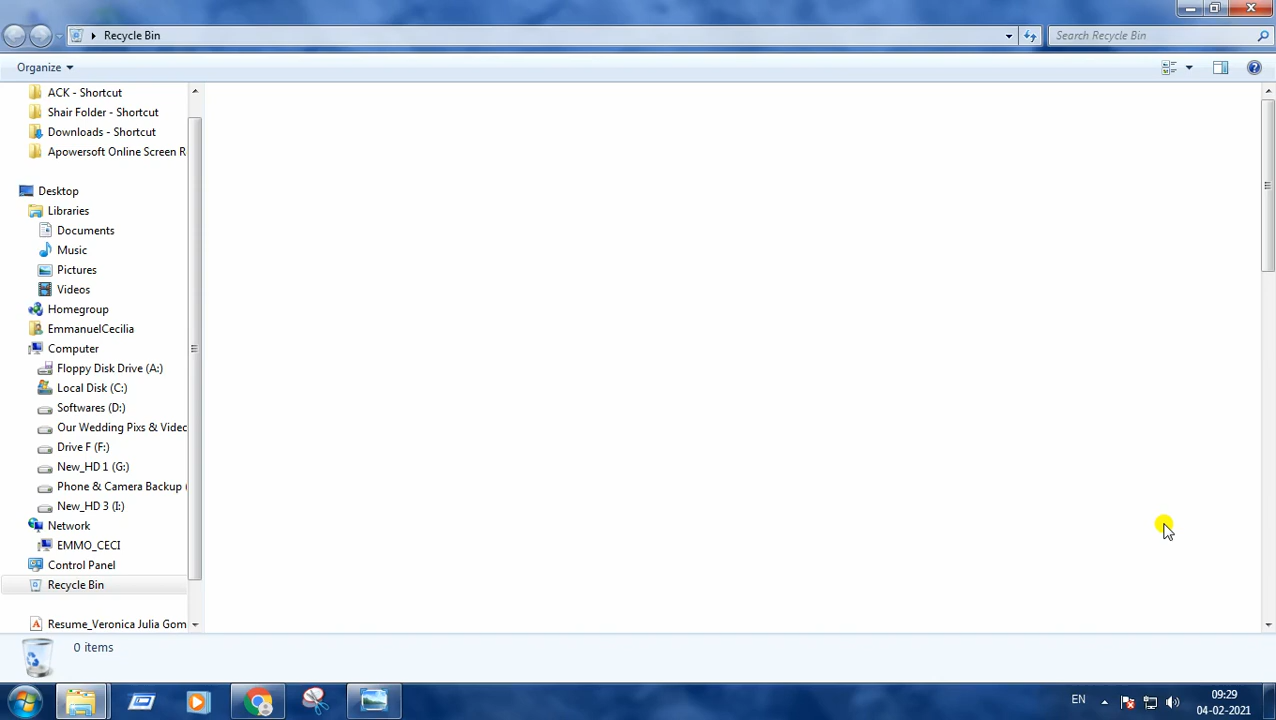 Recycle Bin
Search Recycle Bin
Organize
ACK - Shortcut
Shair Folder - Shortcut
Downloads - Shortcut
Apowersoft Online Screen R
Desktop
Libraries
Documents
Music
Pictures
Videos
Homegroup
EmmanuelCecilia
Computer
Floppy Disk Drive (A:)
Local Disk (C:)
Softwares (D:)
Our Wedding Pixs & Videc
Drive F (F:)
New_HD 1 (G:)
Phone & Camera Backup (
New_HD 3 (I:)
Network
EMMO_CECI
Control Panel
Recycle Bin
Resume_Veronica Julia Gom
0 items
EN
09:29
04-02-2021